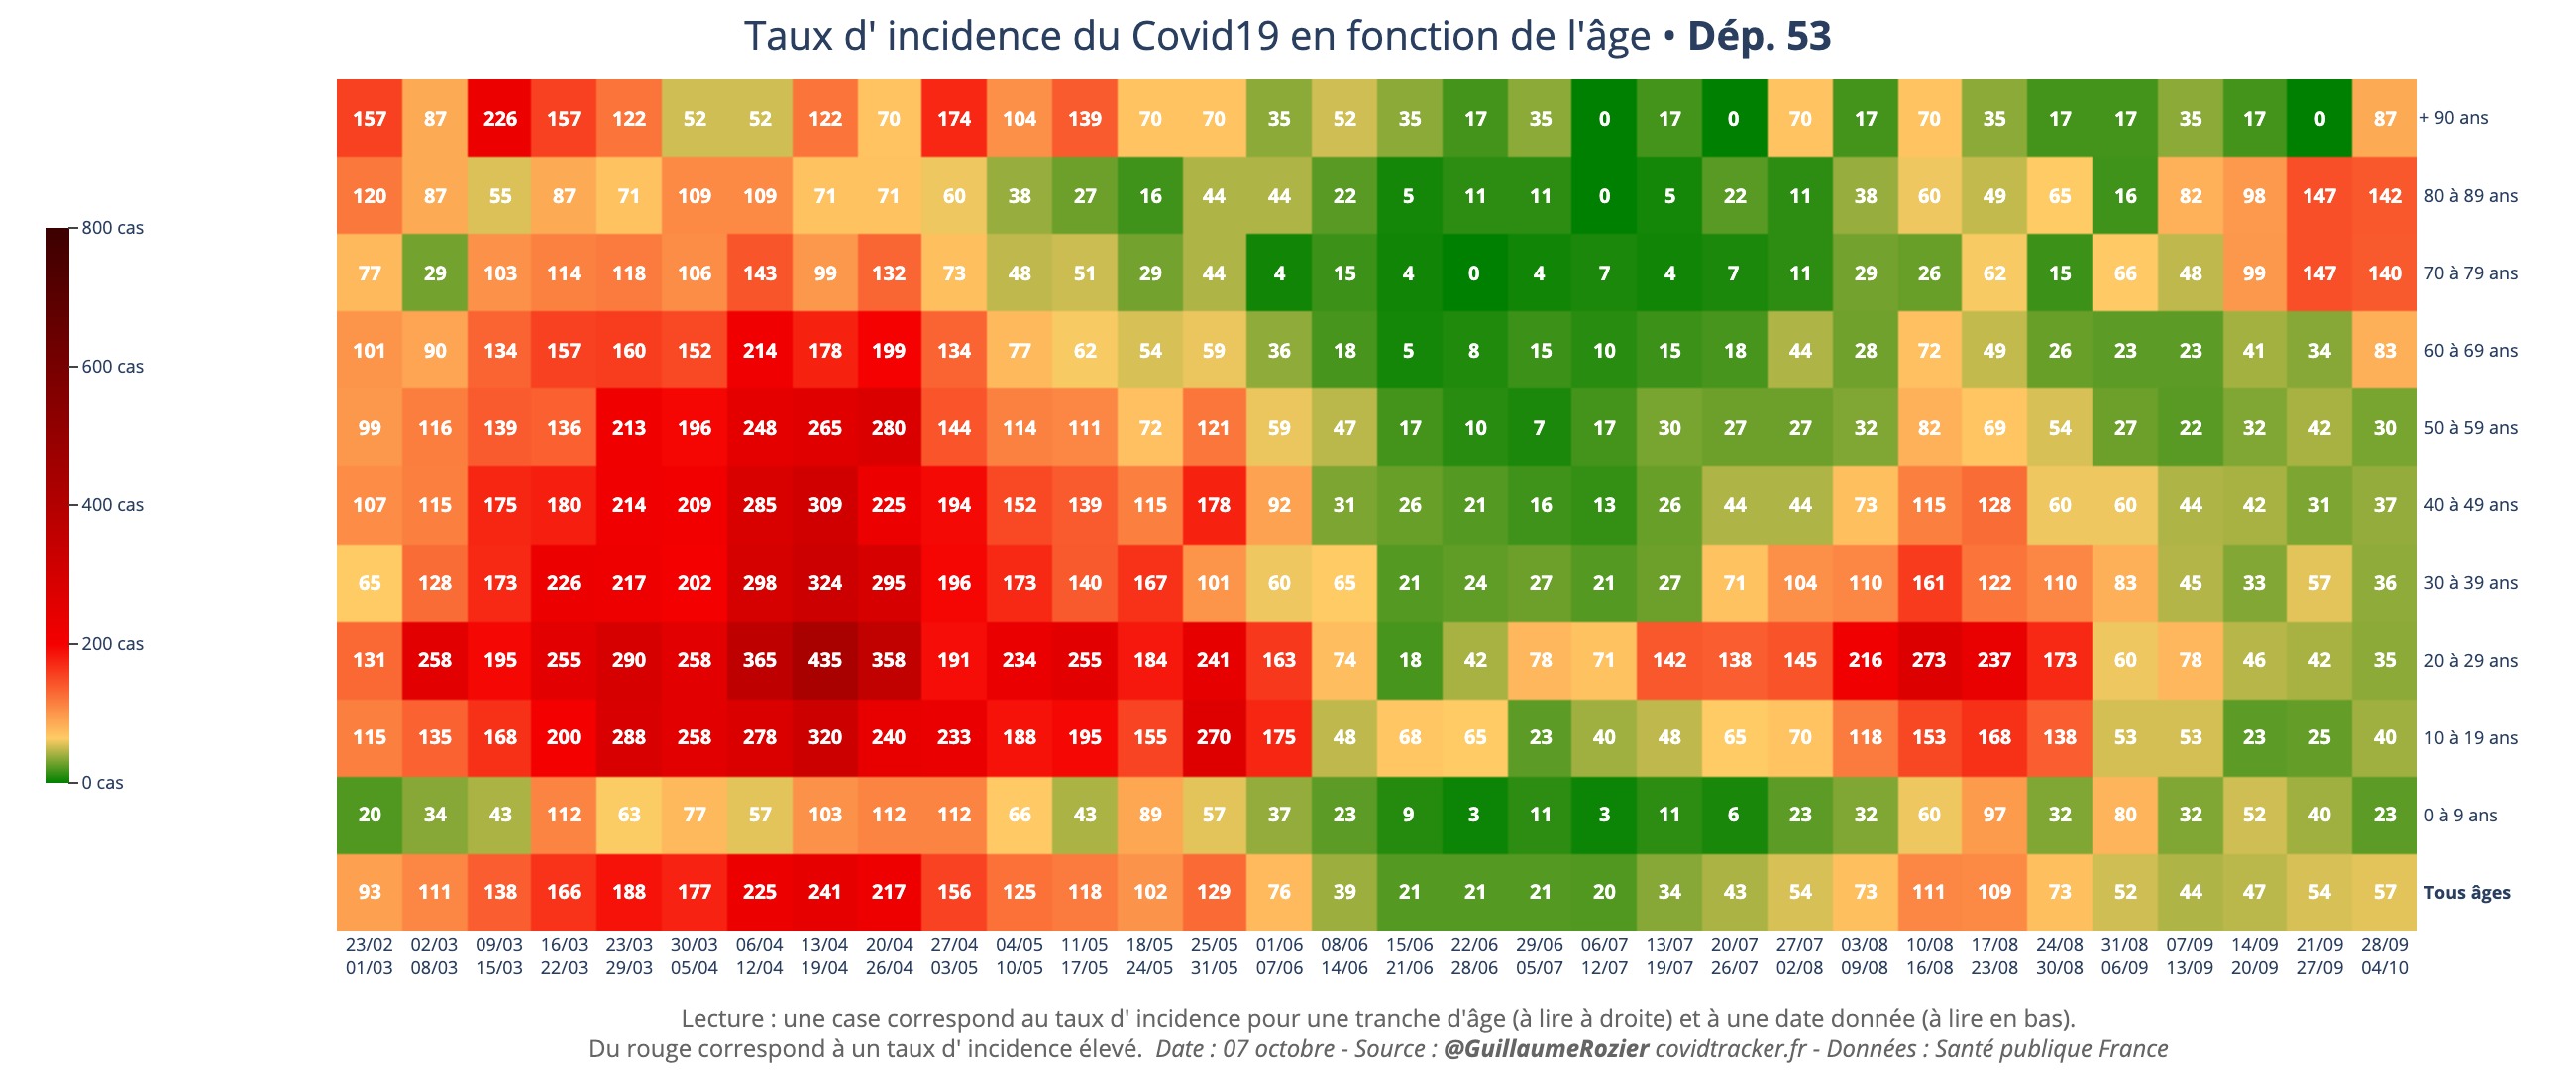 Taux d' incidence du Covid19 en fonction de l'âge • Dép. 53
157 87 226 157 122 52 52 122 70 174 104 139 70 70 35 52 35 17 35 0 17 0 70 17 70 35 17 17 35 17 0 87 + 90 ans
120 87 55 87 71 109 109 71 71 60 38 27 16 44 44 22 5 11 11 0 5 22 11 38 60 49 65 16 82 98 147 142 80 à 89 ans
800 cas
77 29 103 114 118 106 143 99 132 73 48 51 29 44 4 15 4 0 4 7 4 7 11 29 26 62 15 66 48 99 147 140 70 à 79 ans
101 90 134 157 160 152 214 178 199 134 77 62 54 59 36 18 5 8 15 10 15 18 44 28 72 49 26 23 23 41 34 83 60 à 69 ans
600 cas
99 116 139 136 213 196 248 265 280 144 114 111 72 121 59 47 17 10 7 17 30 27 27 32 82 69 54 27 22 32 42 30 50 à 59 ans
400 cas
107 115 175 180 214 209 285 309 225 194 152 139 115 178 92 31 26 21 16 13 26 44 44 73 115 128 60 60 44 42 31 37 40 à 49 ans
65 128 173 226 217 202 298 324 295 196 173 140 167 101 60 65 21 24 27 21 27 71 104 110 161 122 110 83 45 33 57 36 30 à 39 ans
200 cas
131 258 195 255 290 258 365 435 358 191 234 255 184 241 163 74 18 42 78 71 142 138 145 216 273 237 173 60 78 46 42 35 20 à 29 ans
115 135 168 200 288 258 278 320 240 233 188 195 155 270 175 48 68 65 23 40 48 65 70 118 153 168 138 53 53 23 25 40 10 à 19 ans
0 cas
20 34 43 112 63 77 57 103 112 112 66 43 89 57 37 23 9 3 11 3 11 6 23 32 60 97 32 80 32 52 40 23 0 à 9 ans
93 111 138 166 188 177 225 241 217 156 125 118 102 129 76 39 21 21 21 20 34 43 54 73 111 109 73 52 44 47 54 57 Tous âges
23/02 02/03 09/03 16/03 23/03 30/03 06/04 13/04 20/04 27/04 04/05 11/05 18/05 25/05 01/06 08/06 15/06 22/06 29/06 06/07 13/07 20/07 27/07 03/08 10/08 17/08 24/08 31/08 07/09 14/09 21/09 28/09
01/03 08/03 15/03 22/03 29/03 05/04 12/04 19/04 26/04 03/05 10/05 17/05 24/05 31/05 07/06 14/06 21/06 28/06 05/07 12/07 19/07 26/07 02/08 09/08 16/08 23/08 30/08 06/09 13/09 20/09 27/09 04/10
Lecture : une case correspond au taux d' incidence pour une tranche d'âge (à lire à droite) et à une date donnée (à lire en bas).
Du rouge correspond à un taux d' incidence élevé. Date : 07 octobre - Source : @GuillaumeRozier covidtracker.fr - Données : Santé publique France